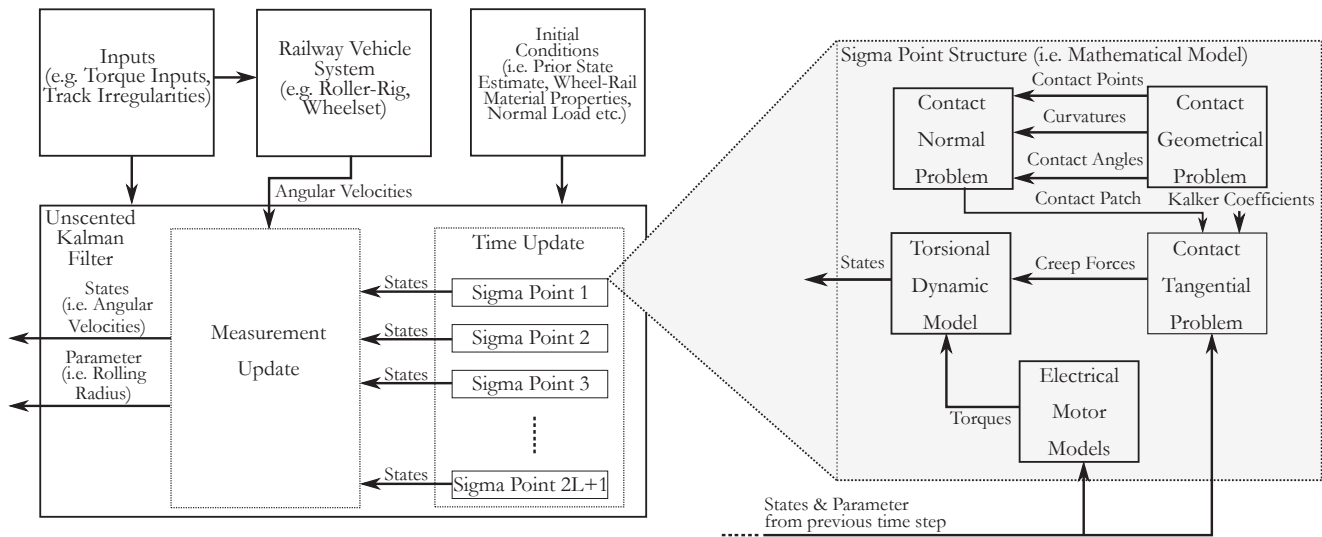 Inputs
(e.g. Torque Inputs,
Track Irregularities)
Railway Vehicle
System
(e.g. Roller-Rig,
Wheelset)
Initial
Conditions
(i.e. Prior State
Estimate, Wheel-Rail
Material Properties,
Normal Load etc.)
Angular Velocities
Unscented
Kalman
Filter
States
(i.e. Angular
Velocities)
Parameter
(i.e. Rolling
Radius)
Measurement
Update
Time Update
States
Sigma Point 1
States
Sigma Point 2
States
Sigma Point 3
States
Sigma Point 2L+1
Sigma Point Structure (i.e. Mathematical Model)
Contact
Normal
Problem
Contact Points
Curvatures
Contact Angles
Contact
Geometrical
Problem
Contact Patch
Kalker Coefficients
States
Torsional
Dynamic
Model
Creep Forces
Contact
Tangential
Problem
Torques
Electrical
Motor
Models
States & Parameter
from previous time step